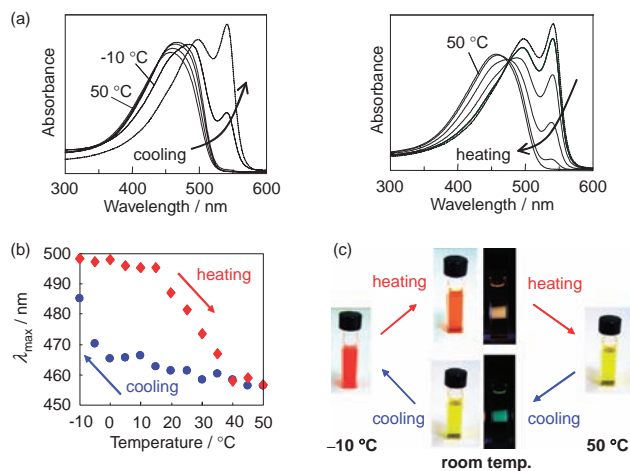 (a)
Absorbance
-10 °C
50 °C
cooling
300 400 500 600
Wavelength / nm
Absorbance
50 °C
heating
300 400 500 600
Wavelength / nm
(b)
λmax / nm
500
490
480
470
460
450
heating
cooling
-10 0 10 20 30 40 50
Temperature / °C
(c)
heating
heating
cooling
cooling
–10 ºC
room temp.
50 ºC